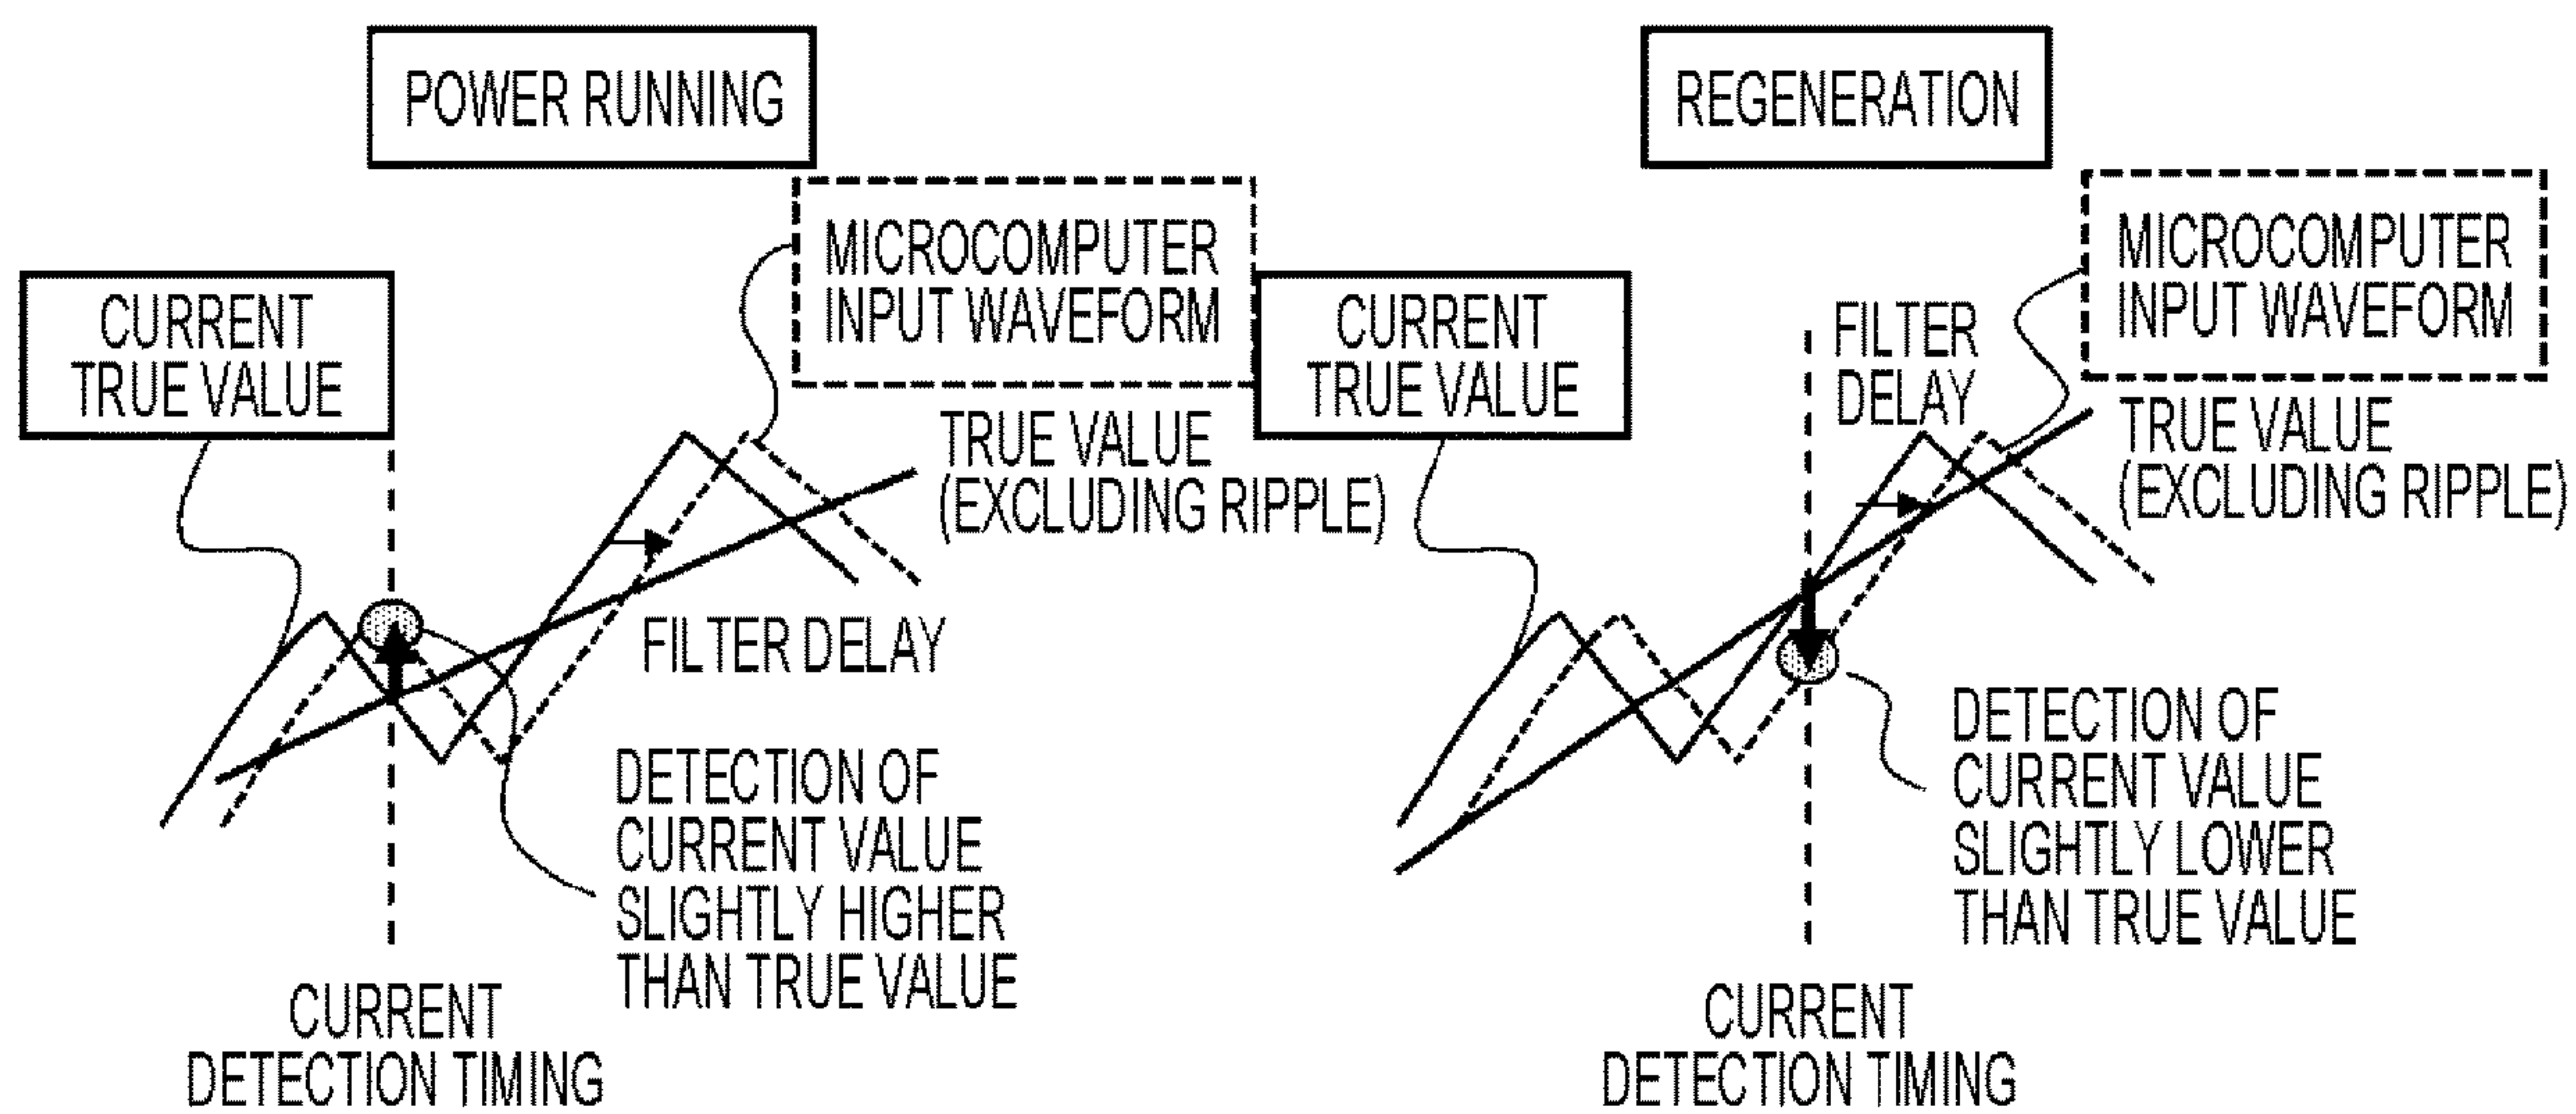 POWER RUNNING
CURRENT
TRUE VALUE
MICROCOMPUTER
INPUT WAVEFORM
TRUE VALUE
(EXCLUDING RIPPLE)
FILTER DELAY
DETECTION OF
CURRENT VALUE
SLIGHTLY HIGHER
THAN TRUE VALUE
CURRENT
DETECTION TIMING
REGENERATION
CURRENT
TRUE VALUE
FILTER
DELAY
MICROCOMPUTER
INPUT WAVEFORM
TRUE VALUE
(EXCLUDING RIPPLE)
DETECTION OF
CURRENT VALUE
SLIGHTLY LOWER
THAN TRUE VALUE
CURRENT
DETECTION TIMING